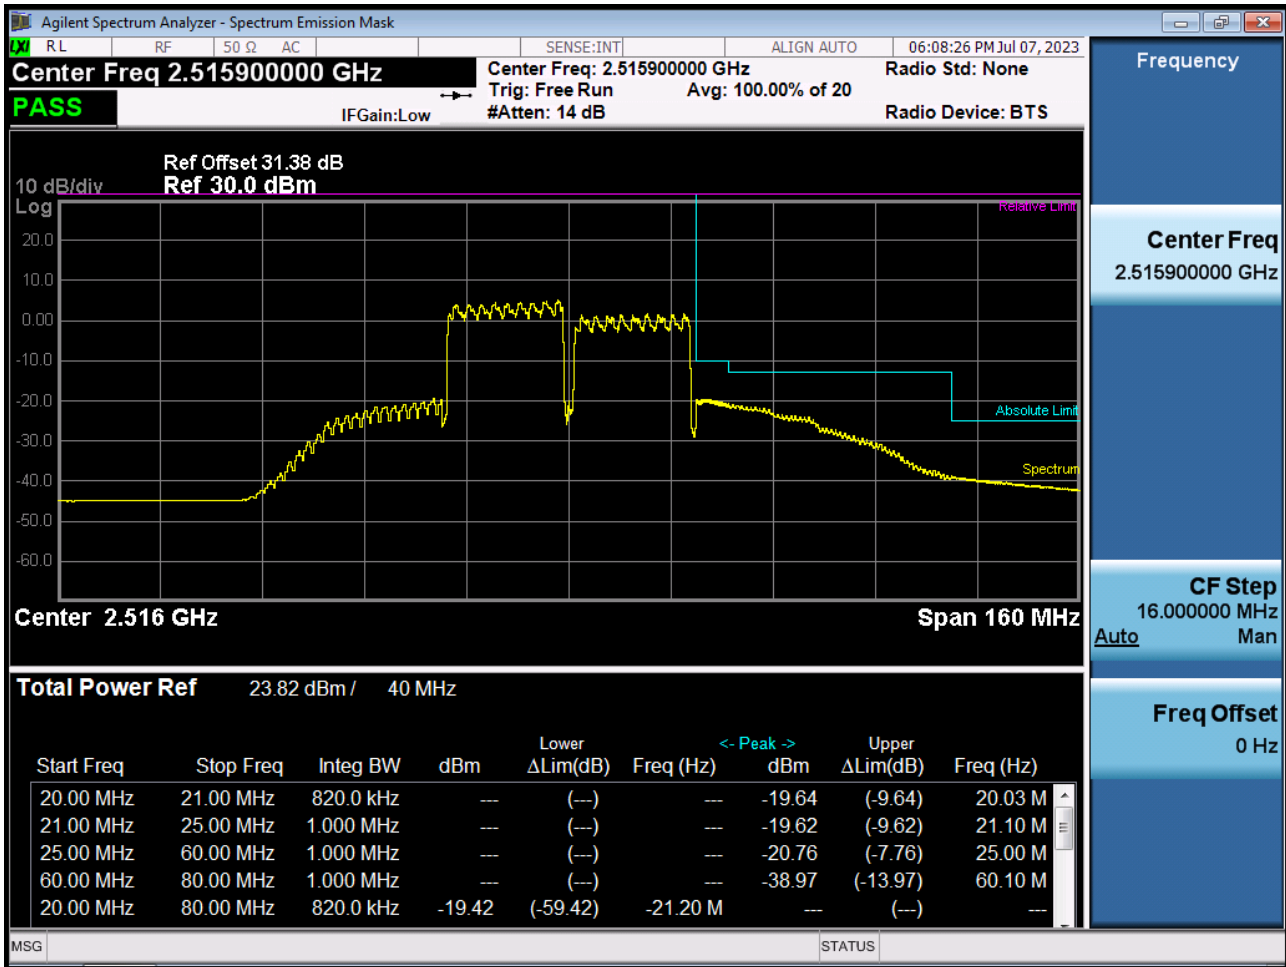 Agilent Spectrum Analyzer - Spectrum Emission Mask
LXI RL RF 50 Ω AC SENSE:INT ALIGN AUTO 06:08:26 PM Jul 07, 2023
Center Freq 2.515900000 GHz Center Freq: 2.515900000 GHz Radio Std: None
Trig: Free Run Avg: 100.00% of 20
PASS IFGain:Low #Atten: 14 dB Radio Device: BTS
Ref Offset 31.38 dB
10 dB/div Ref 30.0 dBm
Log
Relative Limit
20.0
10.0
0.00
-10.0
-20.0
Absolute Limit
-30.0
Spectrum
-40.0
-50.0
-60.0
Center 2.516 GHz Span 160 MHz
Total Power Ref 23.82 dBm / 40 MHz
Lower <- Peak -> Upper
Start Freq Stop Freq Integ BW dBm ΔLim(dB) Freq (Hz) dBm ΔLim(dB) Freq (Hz)
20.00 MHz 21.00 MHz 820.0 kHz --- (---) --- -19.64 (-9.64) 20.03 M
21.00 MHz 25.00 MHz 1.000 MHz --- (---) --- -19.62 (-9.62) 21.10 M
25.00 MHz 60.00 MHz 1.000 MHz --- (---) --- -20.76 (-7.76) 25.00 M
60.00 MHz 80.00 MHz 1.000 MHz --- (---) --- -38.97 (-13.97) 60.10 M
20.00 MHz 80.00 MHz 820.0 kHz -19.42 (-59.42) -21.20 M --- (---) ---
MSG STATUS
Frequency
Center Freq
2.515900000 GHz
CF Step
16.000000 MHz
Auto Man
Freq Offset
0 Hz